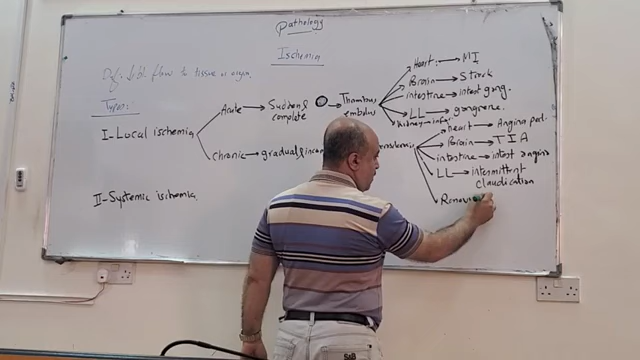 Pathology
Ischemia
Def: ↓ bl. flow to tissue or organ.
Types:
I-Local ischemia
Acute → Sudden & complete → Thrombus embolus
Heart: → MI
Brain → Strok
intestine → intest gang.
LL → gangrene.
Kidney → infar
Chronic → gradual & incom
heart → Angina pect.
Brain → TIA
intestine → intest angina
LL → intermittent claudication
II-Systemic ischemia.